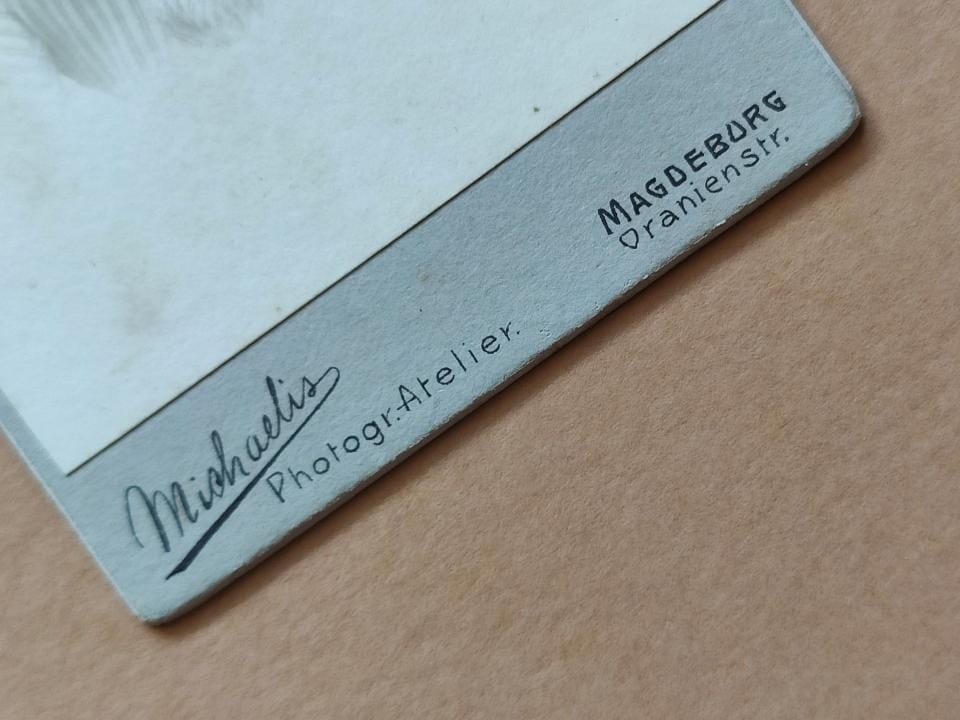 Michaelis
Photogr.-Atelier.
MAGDEBURG
Oranienstr.